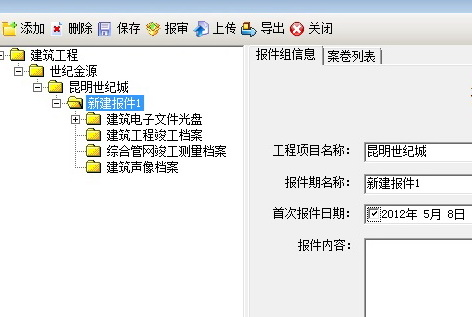 添加 删除 保存 报审 上传 导出 关闭
建筑工程
世纪金源
昆明世纪城
新建报件1
建筑电子文件光盘
建筑工程竣工档案
综合管网竣工测量档案
建筑声像档案
报件组信息 案卷列表
工程项目名称： 昆明世纪城
报件期名称： 新建报件1
首次报件日期： 2012年 5月 8日
报件内容：